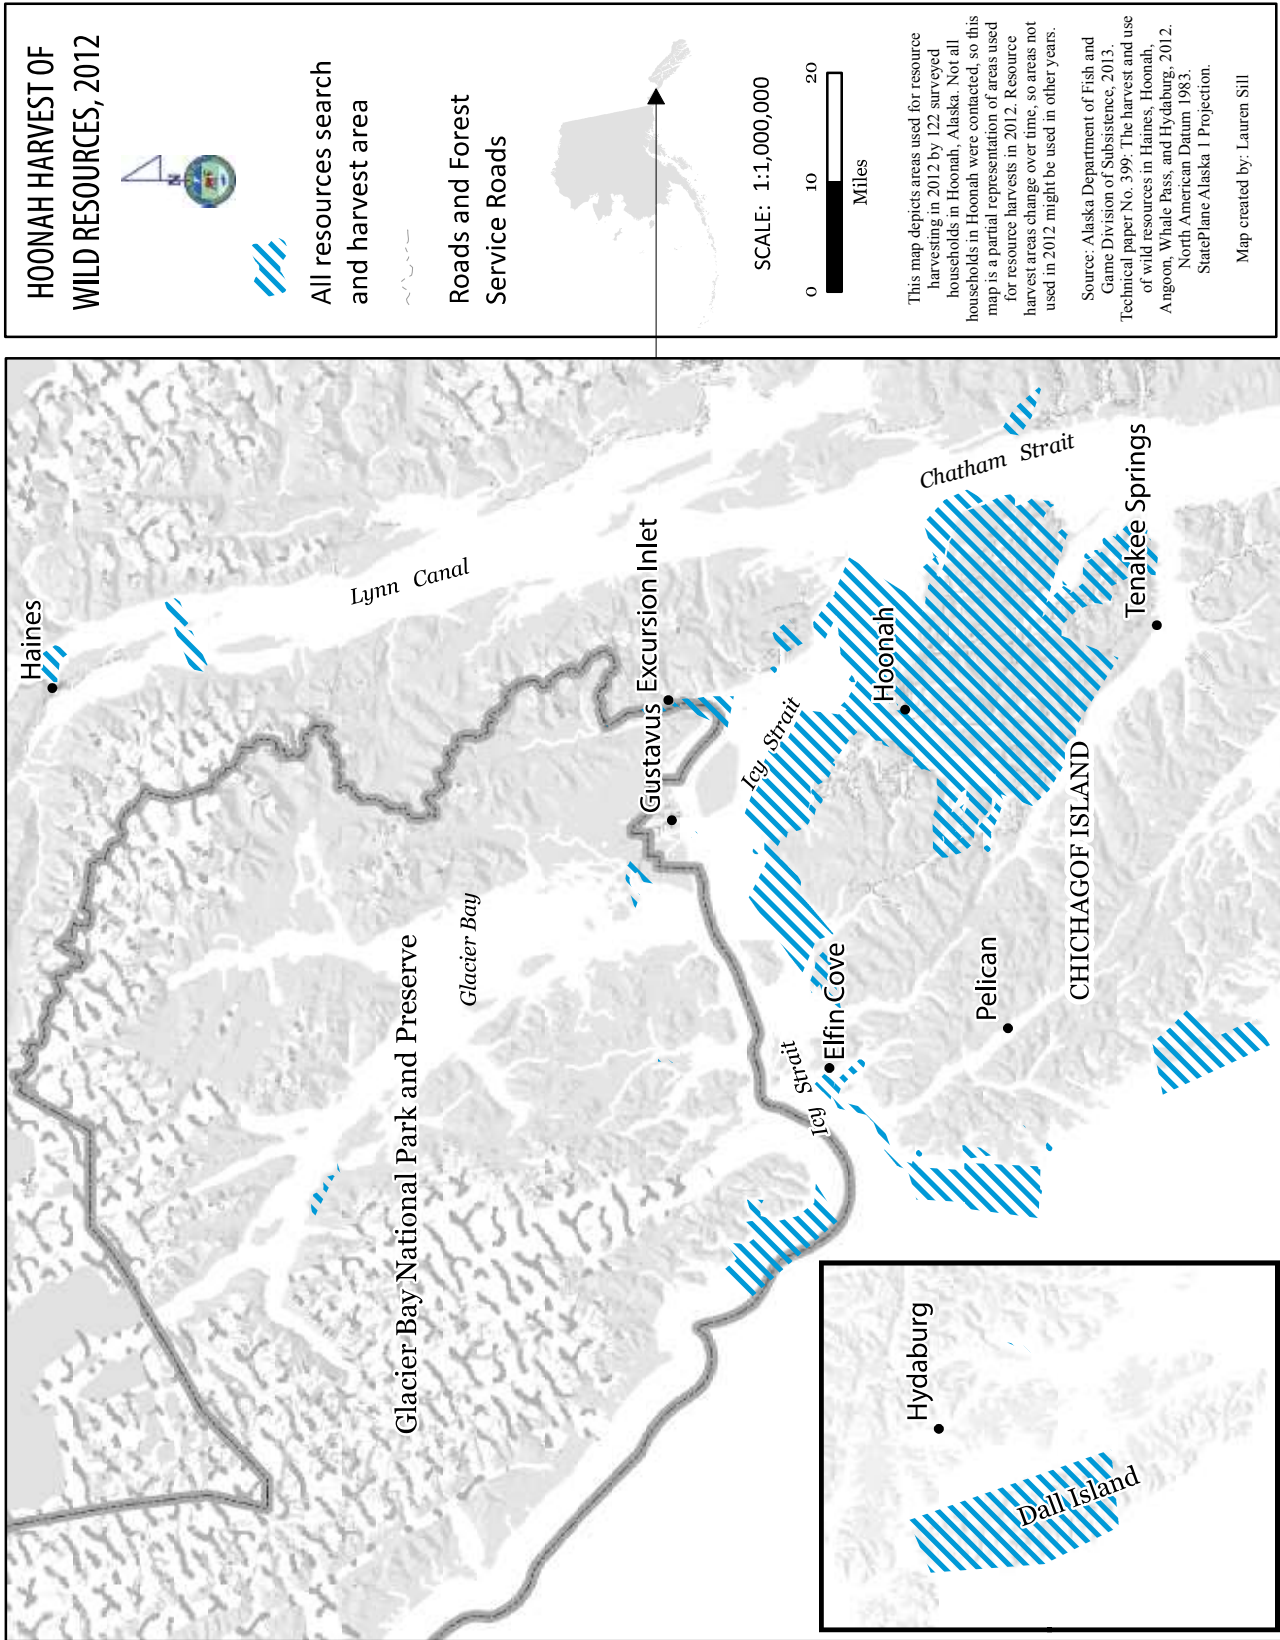 HOONAH HARVEST OF
WILD RESOURCES, 2012
N
All resources search
and harvest area
Roads and Forest
Service Roads
SCALE: 1:1,000,000
0 10 20
Miles
This map depicts areas used for resource
harvesting in 2012 by 122 surveyed
households in Hoonah, Alaska. Not all
households in Hoonah were contacted, so this
map is a partial representation of areas used
for resource harvests in 2012. Resource
harvest areas change over time, so areas not
used in 2012 might be used in other years.
Source: Alaska Department of Fish and
Game Division of Subsistence, 2013.
Technical paper No. 399: The harvest and use
of wild resources in Haines, Hoonah,
Angoon, Whale Pass, and Hydaburg, 2012.
North American Datum 1983.
StatePlane Alaska 1 Projection.
Map created by: Lauren Sill
Haines
Lynn Canal
Glacier Bay National Park and Preserve
Glacier Bay
Gustavus
Excursion Inlet
Icy Strait
Icy Strait
Elfin Cove
Hoonah
Chatham Strait
Pelican
CHICHAGOF ISLAND
Tenakee Springs
Hydaburg
Dall Island